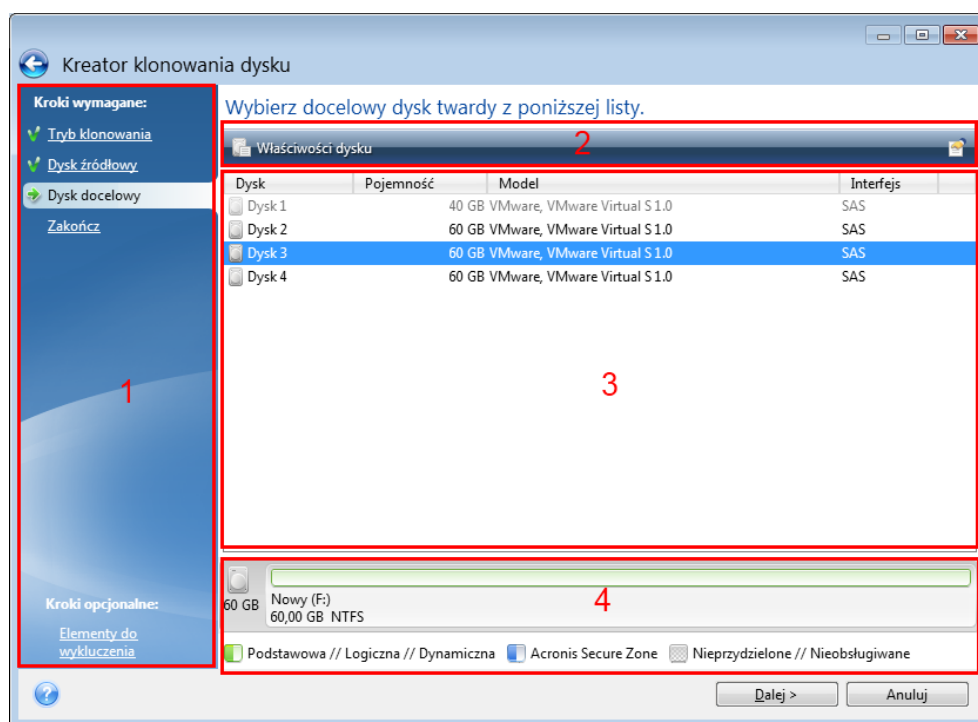 Kreator klonowania dysku
Kroki wymagane:
Tryb klonowania
Dysk źródłowy
Dysk docelowy
Zakończ
1
Kroki opcjonalne:
Elementy do
wykluczenia
Wybierz docelowy dysk twardy z poniższej listy.
Właściwości dysku 2
Dysk Pojemność Model Interfejs
Dysk 1 40 GB VMware, VMware Virtual S 1.0 SAS
Dysk 2 60 GB VMware, VMware Virtual S 1.0 SAS
Dysk 3 60 GB VMware, VMware Virtual S 1.0 SAS
Dysk 4 60 GB VMware, VMware Virtual S 1.0 SAS
3
60 GB Nowy (F:) 4
60,00 GB NTFS
Podstawowa // Logiczna // Dynamiczna Acronis Secure Zone Nieprzydzielone // Nieobsługiwane
? Dalej > Anuluj